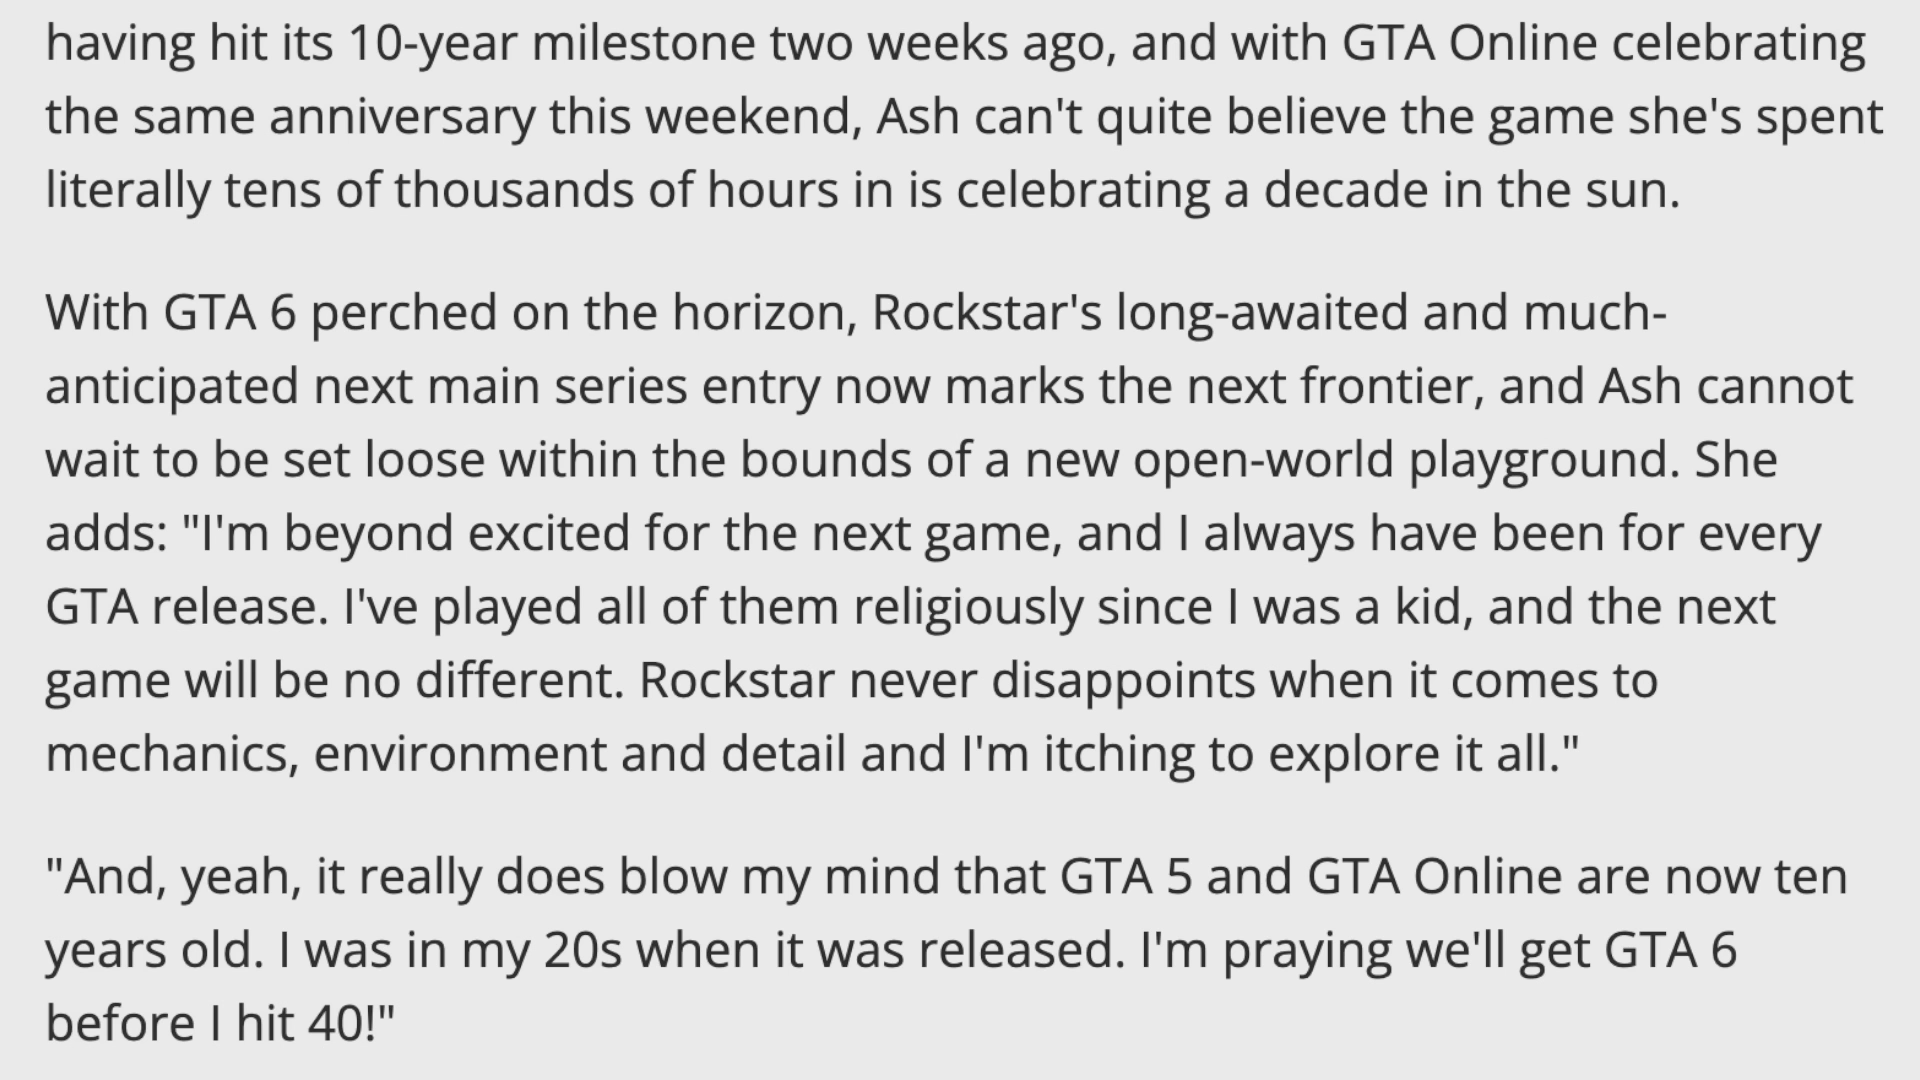 having hit its 10-year milestone two weeks ago, and with GTA Online celebrating
the same anniversary this weekend, Ash can't quite believe the game she's spent
literally tens of thousands of hours in is celebrating a decade in the sun.
With GTA 6 perched on the horizon, Rockstar's long-awaited and much-
anticipated next main series entry now marks the next frontier, and Ash cannot
wait to be set loose within the bounds of a new open-world playground. She
adds: "I'm beyond excited for the next game, and I always have been for every
GTA release. I've played all of them religiously since I was a kid, and the next
game will be no different. Rockstar never disappoints when it comes to
mechanics, environment and detail and I'm itching to explore it all."
"And, yeah, it really does blow my mind that GTA 5 and GTA Online are now ten
years old. I was in my 20s when it was released. I'm praying we'll get GTA 6
before I hit 40!"